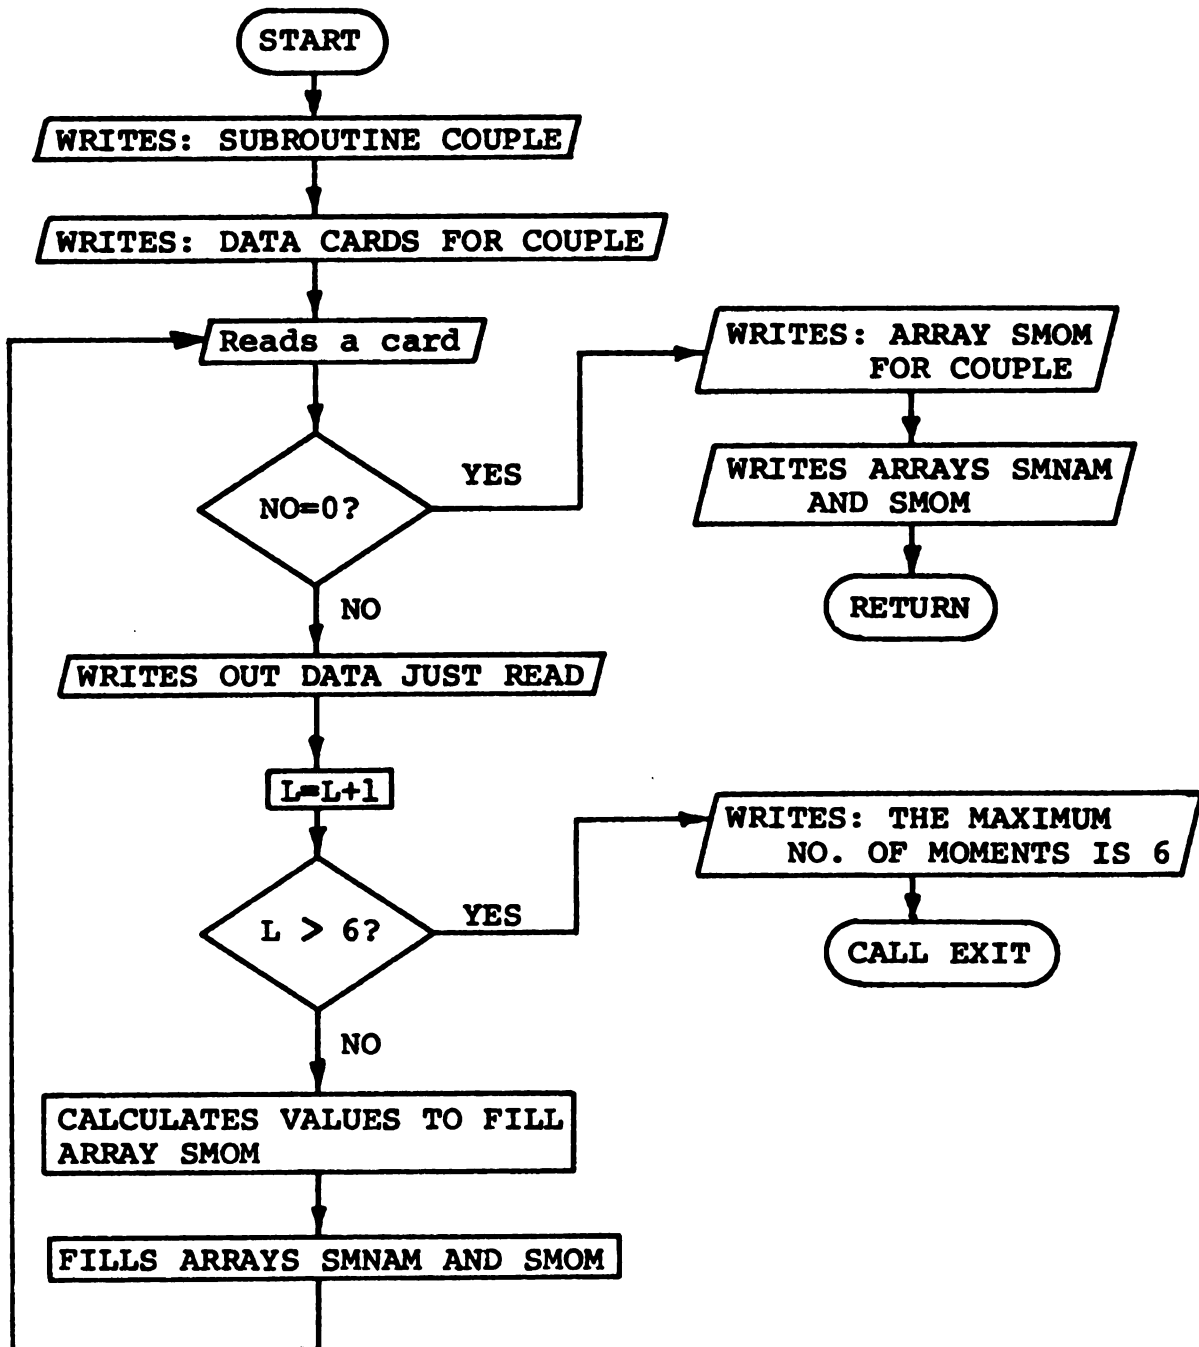 START
WRITES: SUBROUTINE COUPLE
WRITES: DATA CARDS FOR COUPLE
Reads a card
WRITES: ARRAY SMOM
FOR COUPLE
YES
NO=0?
WRITES ARRAYS SMNAM
AND SMOM
NO
RETURN
WRITES OUT DATA JUST READ
L=L+1
WRITES: THE MAXIMUM
NO. OF MOMENTS IS 6
YES
L > 6?
CALL EXIT
NO
CALCULATES VALUES TO FILL
ARRAY SMOM
FILLS ARRAYS SMNAM AND SMOM